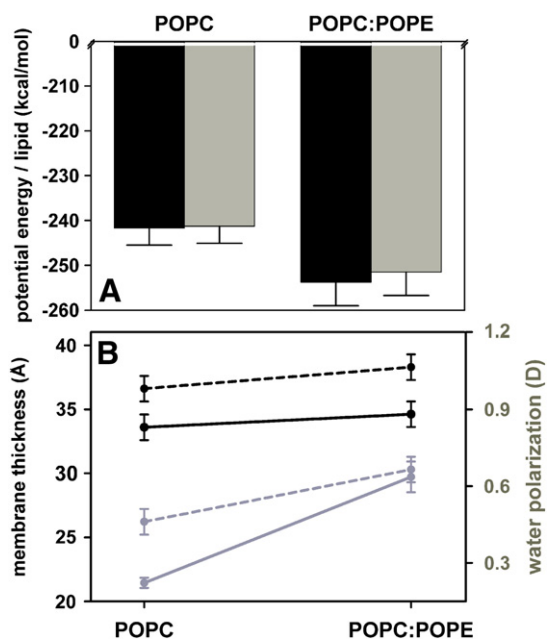 POPC POPC:POPE
potential energy / lipid (kcal/mol)
0
-210
-220
-230
-240
-250
-260
A
B
membrane thickness (Å)
40
35
30
25
20
1.2
0.9
0.6
0.3
water polarization (D)
POPC POPC:POPE